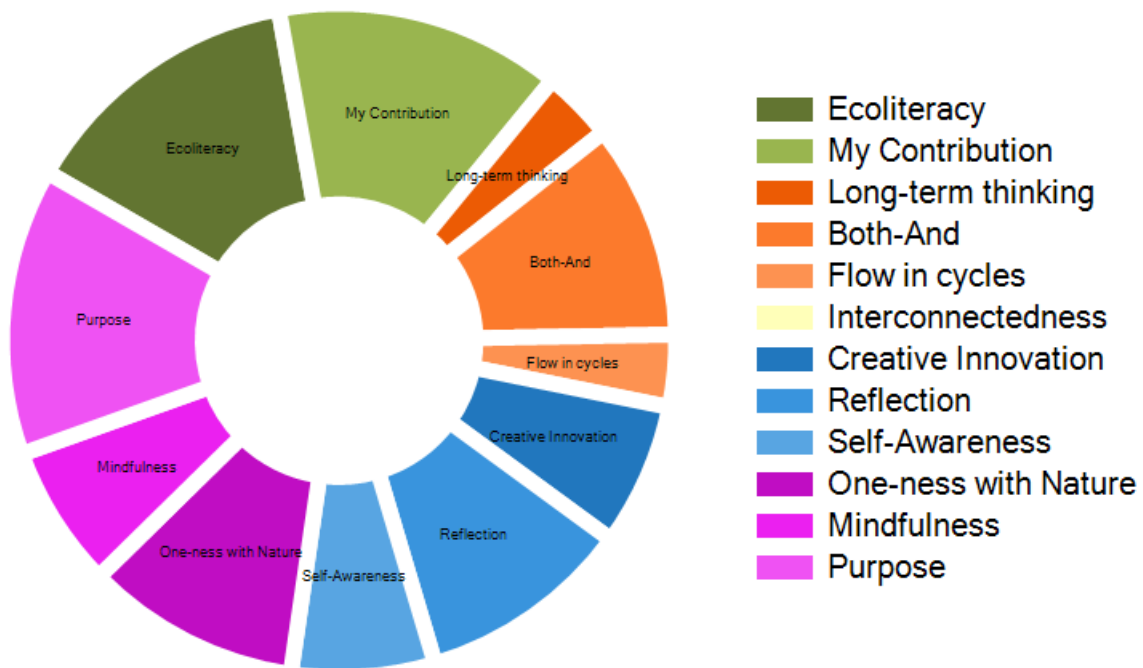 My Contribution
Ecoliteracy
Long-term thinking
Both-And
Purpose
Flow in cycles
Creative Innovation
Mindfulness
Reflection
One-ness with Nature
Self-Awareness
Ecoliteracy
My Contribution
Long-term thinking
Both-And
Flow in cycles
Interconnectedness
Creative Innovation
Reflection
Self-Awareness
One-ness with Nature
Mindfulness
Purpose